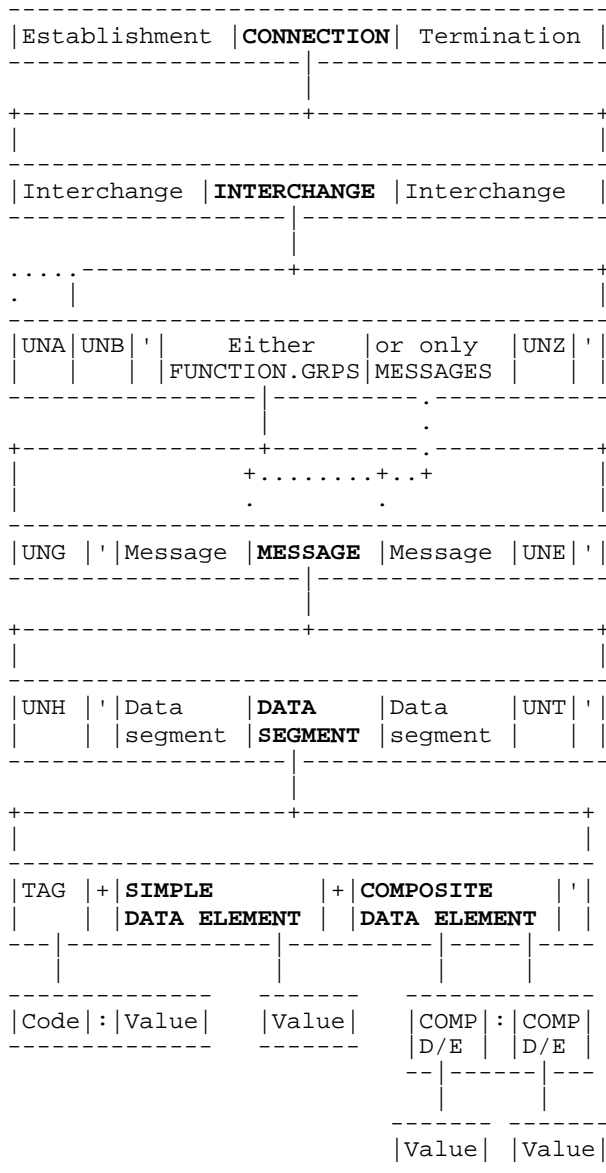 |Establishment |CONNECTION| Termination |
|Interchange |INTERCHANGE |Interchange |
|UNA|UNB|'| Either |or only |UNZ|'|
| | | |FUNCTION.GRPS|MESSAGES | | |
|UNG |'|Message |MESSAGE |Message |UNE|'|
|UNH |'|Data |DATA |Data |UNT|'|
| | |segment |SEGMENT |segment | | |
|TAG |+|SIMPLE |+|COMPOSITE |'|
| | |DATA ELEMENT | |DATA ELEMENT | |
|Code|:|Value| |Value| |COMP|:|COMP|
|D/E | |D/E |
|Value| |Value|